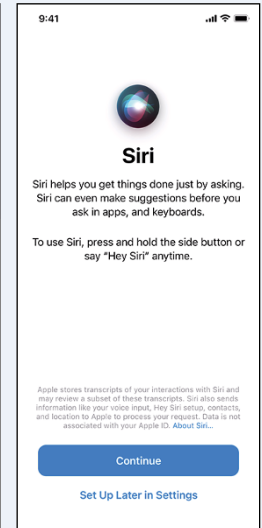 9:41
Siri
Siri helps you get things done just by asking.
Siri can even make suggestions before you
ask in apps, and keyboards.
To use Siri, press and hold the side button or
say “Hey Siri” anytime.
Apple stores transcripts of your interactions with Siri and
may review a subset of these transcripts. Siri also sends
information like your voice input, Hey Siri setup, contacts,
and location to Apple to process your request. Data is not
associated with your Apple ID. About Siri...
Continue
Set Up Later in Settings